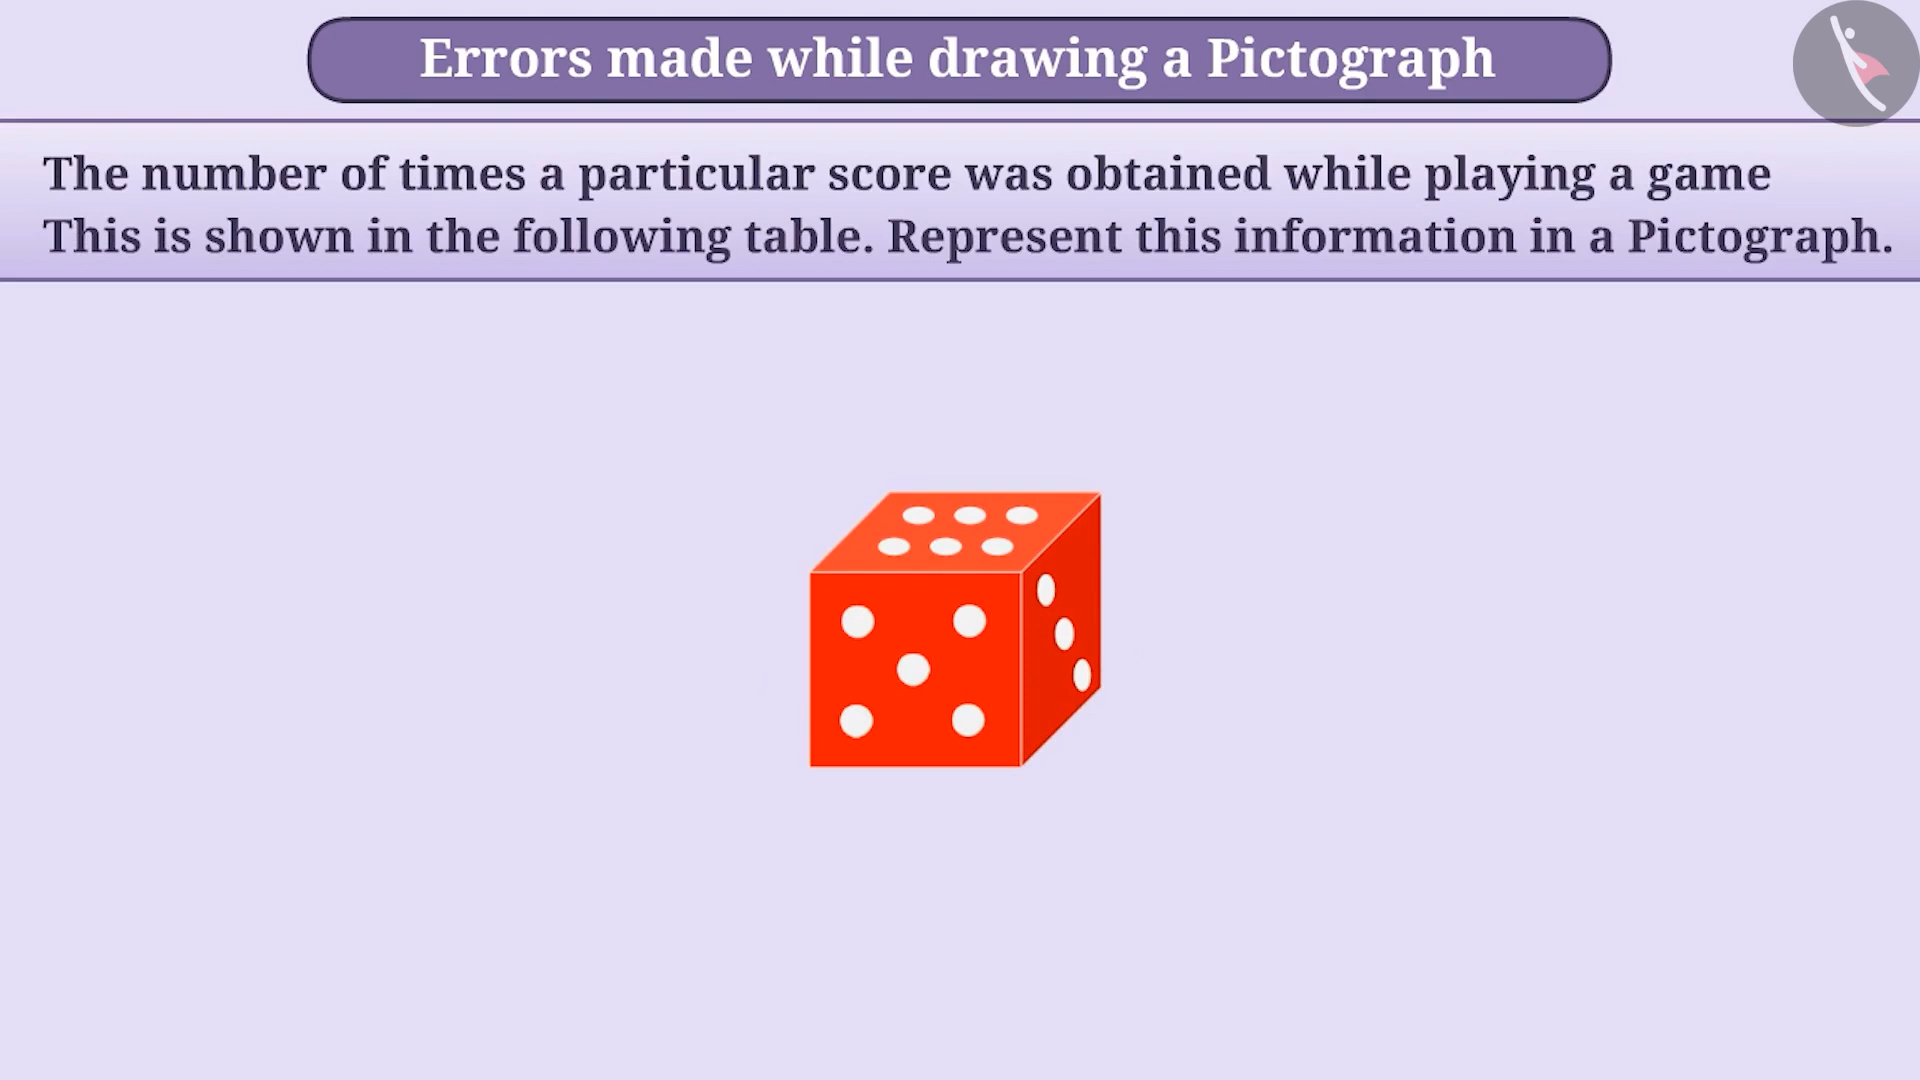 Errors made while drawing a Pictograph
The number of times a particular score was obtained while playing a game
This is shown in the following table. Represent this information in a Pictograph.